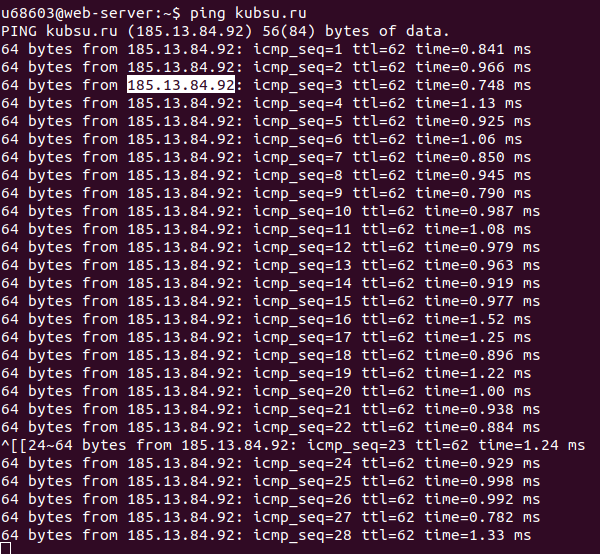 u68603@web-server:~$ ping kubsu.ru
PING kubsu.ru (185.13.84.92) 56(84) bytes of data.
64 bytes from 185.13.84.92: icmp_seq=1 ttl=62 time=0.841 ms
64 bytes from 185.13.84.92: icmp_seq=2 ttl=62 time=0.966 ms
64 bytes from 185.13.84.92: icmp_seq=3 ttl=62 time=0.748 ms
64 bytes from 185.13.84.92: icmp_seq=4 ttl=62 time=1.13 ms
64 bytes from 185.13.84.92: icmp_seq=5 ttl=62 time=0.925 ms
64 bytes from 185.13.84.92: icmp_seq=6 ttl=62 time=1.06 ms
64 bytes from 185.13.84.92: icmp_seq=7 ttl=62 time=0.850 ms
64 bytes from 185.13.84.92: icmp_seq=8 ttl=62 time=0.945 ms
64 bytes from 185.13.84.92: icmp_seq=9 ttl=62 time=0.790 ms
64 bytes from 185.13.84.92: icmp_seq=10 ttl=62 time=0.987 ms
64 bytes from 185.13.84.92: icmp_seq=11 ttl=62 time=1.08 ms
64 bytes from 185.13.84.92: icmp_seq=12 ttl=62 time=0.979 ms
64 bytes from 185.13.84.92: icmp_seq=13 ttl=62 time=0.963 ms
64 bytes from 185.13.84.92: icmp_seq=14 ttl=62 time=0.919 ms
64 bytes from 185.13.84.92: icmp_seq=15 ttl=62 time=0.977 ms
64 bytes from 185.13.84.92: icmp_seq=16 ttl=62 time=1.52 ms
64 bytes from 185.13.84.92: icmp_seq=17 ttl=62 time=1.25 ms
64 bytes from 185.13.84.92: icmp_seq=18 ttl=62 time=0.896 ms
64 bytes from 185.13.84.92: icmp_seq=19 ttl=62 time=1.22 ms
64 bytes from 185.13.84.92: icmp_seq=20 ttl=62 time=1.00 ms
64 bytes from 185.13.84.92: icmp_seq=21 ttl=62 time=0.938 ms
64 bytes from 185.13.84.92: icmp_seq=22 ttl=62 time=0.884 ms
^[[24~64 bytes from 185.13.84.92: icmp_seq=23 ttl=62 time=1.24 ms
64 bytes from 185.13.84.92: icmp_seq=24 ttl=62 time=0.929 ms
64 bytes from 185.13.84.92: icmp_seq=25 ttl=62 time=0.998 ms
64 bytes from 185.13.84.92: icmp_seq=26 ttl=62 time=0.992 ms
64 bytes from 185.13.84.92: icmp_seq=27 ttl=62 time=0.782 ms
64 bytes from 185.13.84.92: icmp_seq=28 ttl=62 time=1.33 ms